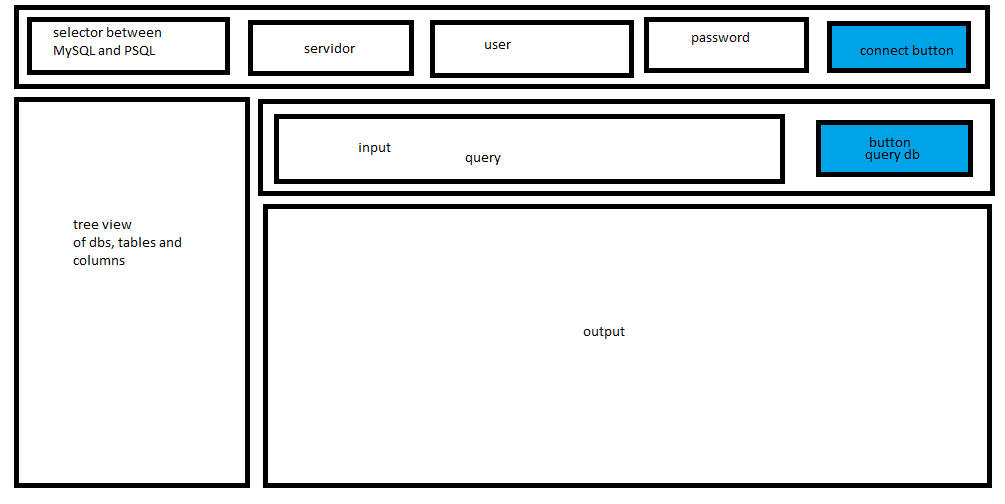 selector between
MySQL and PSQL
servidor
user
password
connect button
input
query
button
query db
tree view
of dbs, tables and
columns
output